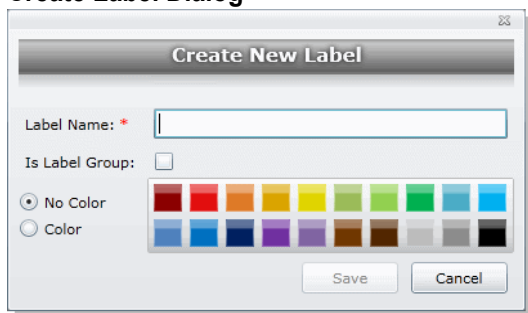 Create Label Dialog
Create New Label
Label Name: *
Is Label Group:
No Color
Color
Save
Cancel